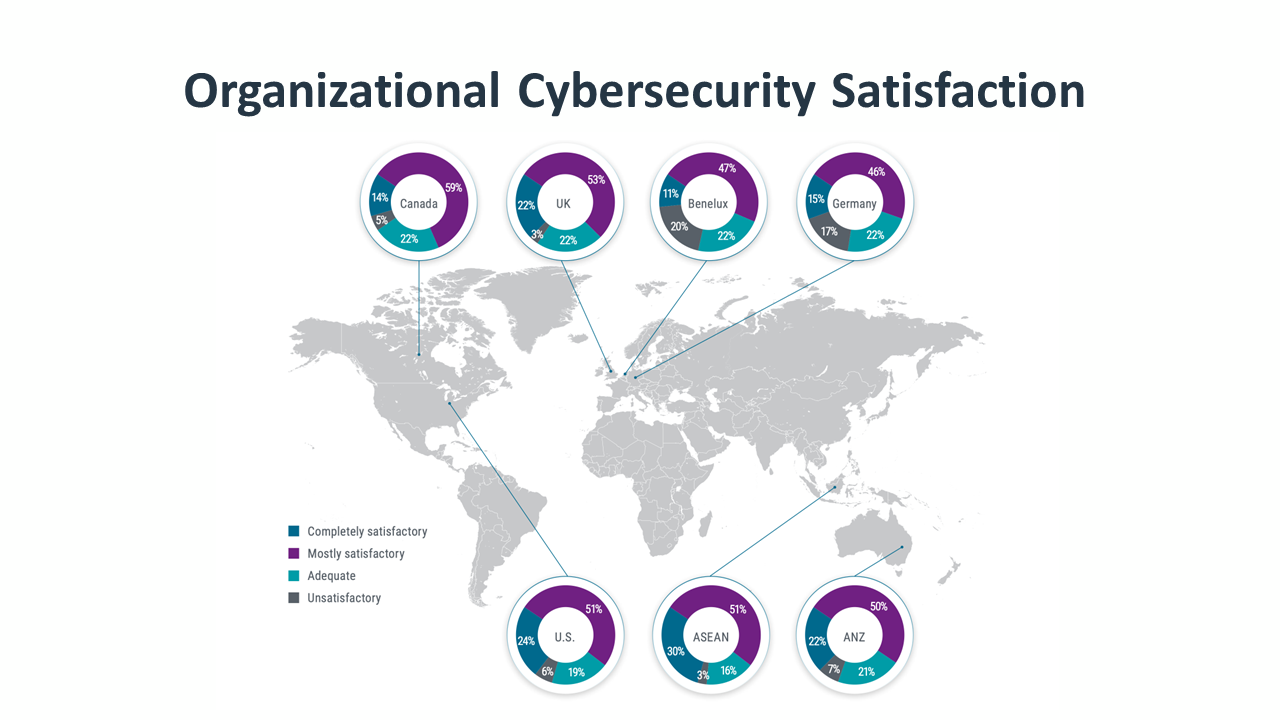 Organizational Cybersecurity Satisfaction
59%
14%
Canada
5%
22%
53%
22%
UK
3%
22%
47%
11%
Benelux
20%
22%
46%
15%
Germany
17%
22%
Completely satisfactory
Mostly satisfactory
Adequate
Unsatisfactory
51%
24%
U.S.
6%
19%
51%
30%
ASEAN
3%
16%
50%
22%
ANZ
7%
21%